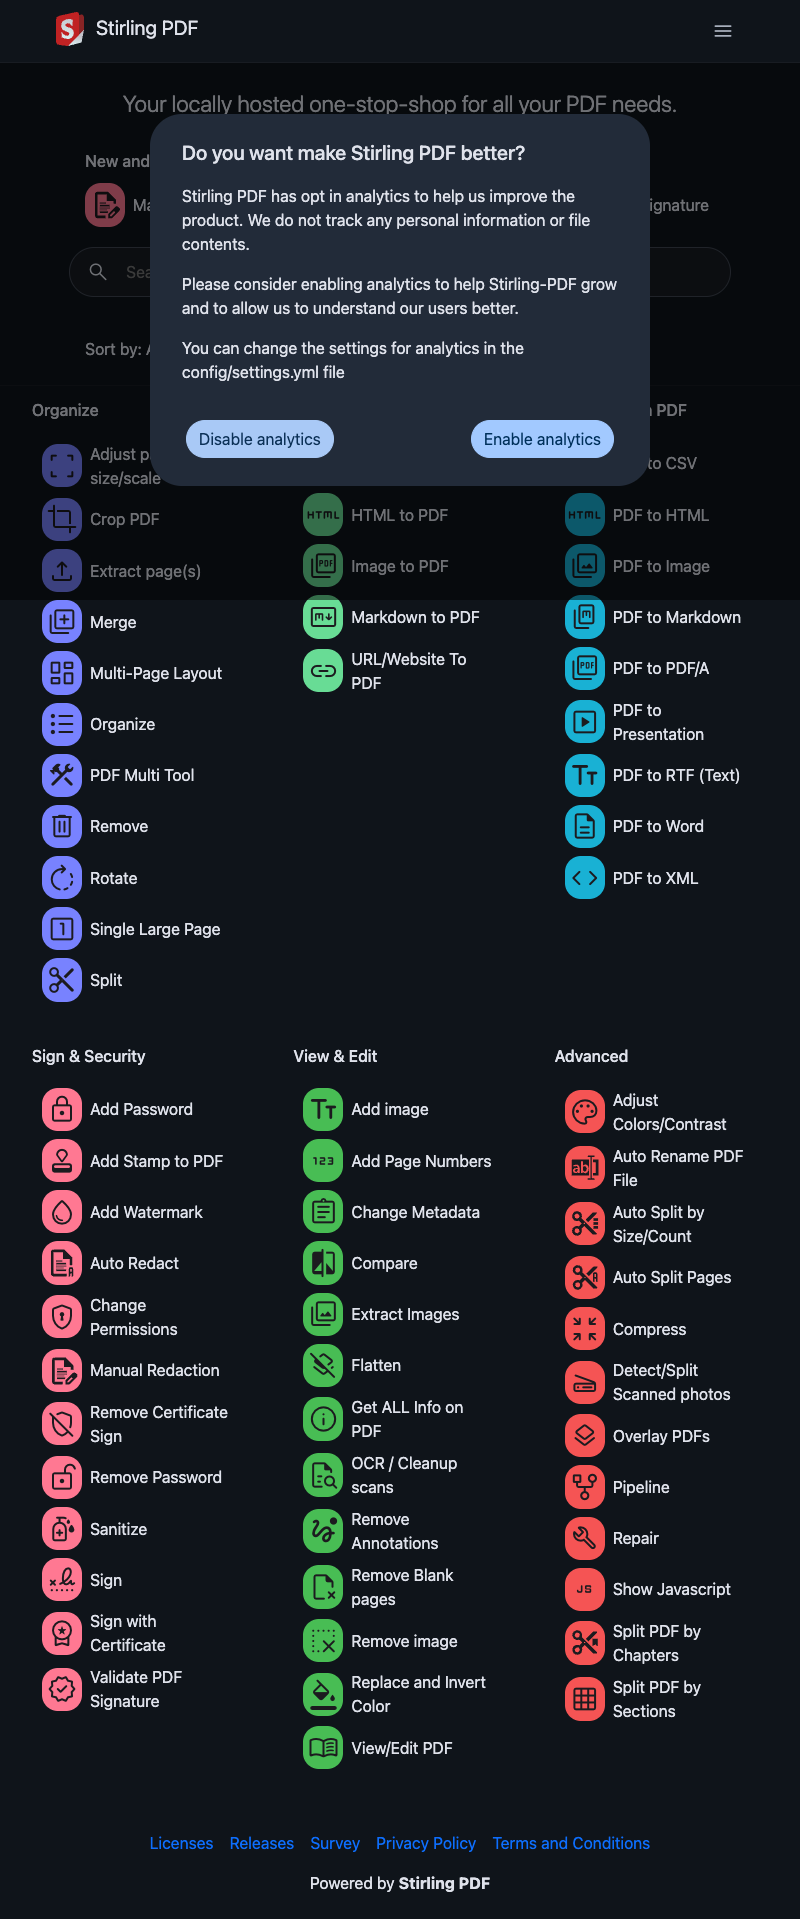 Stirling PDF
Your locally hosted one-stop-shop for all your PDF needs.
New and
Ma
ignature
Sea
Sort by: A
Do you want make Stirling PDF better?
Stirling PDF has opt in analytics to help us improve the
product. We do not track any personal information or file
contents.
Please consider enabling analytics to help Stirling-PDF grow
and to allow us to understand our users better.
You can change the settings for analytics in the
config/settings.yml file
Disable analytics
Enable analytics
Organize
Adjust p
size/scale
Crop PDF
Extract page(s)
Merge
Multi-Page Layout
Organize
PDF Multi Tool
Remove
Rotate
Single Large Page
Split
HTML to PDF
Image to PDF
Markdown to PDF
URL/Website To
PDF
PDF
to CSV
PDF to HTML
PDF to Image
PDF to Markdown
PDF to PDF/A
PDF to
Presentation
PDF to RTF (Text)
PDF to Word
PDF to XML
Sign & Security
Add Password
Add Stamp to PDF
Add Watermark
Auto Redact
Change
Permissions
Manual Redaction
Remove Certificate
Sign
Remove Password
Sanitize
Sign
Sign with
Certificate
Validate PDF
Signature
View & Edit
Add image
Add Page Numbers
Change Metadata
Compare
Extract Images
Flatten
Get ALL Info on
PDF
OCR / Cleanup
scans
Remove
Annotations
Remove Blank
pages
Remove image
Replace and Invert
Color
View/Edit PDF
Advanced
Adjust
Colors/Contrast
Auto Rename PDF
File
Auto Split by
Size/Count
Auto Split Pages
Compress
Detect/Split
Scanned photos
Overlay PDFs
Pipeline
Repair
Show Javascript
Split PDF by
Chapters
Split PDF by
Sections
Licenses Releases Survey Privacy Policy Terms and Conditions
Powered by Stirling PDF